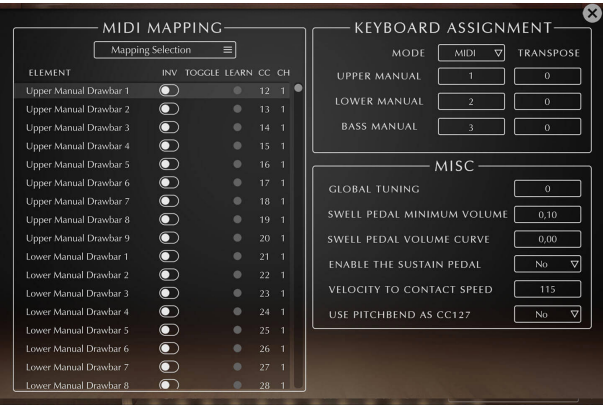 MIDI MAPPING
Mapping Selection
ELEMENT INV TOGGLE LEARN CC CH
Upper Manual Drawbar 1 12 1
Upper Manual Drawbar 2 13 1
Upper Manual Drawbar 3 14 1
Upper Manual Drawbar 4 15 1
Upper Manual Drawbar 5 16 1
Upper Manual Drawbar 6 17 1
Upper Manual Drawbar 7 18 1
Upper Manual Drawbar 8 19 1
Upper Manual Drawbar 9 20 1
Lower Manual Drawbar 1 21 1
Lower Manual Drawbar 2 22 1
Lower Manual Drawbar 3 23 1
Lower Manual Drawbar 4 24 1
Lower Manual Drawbar 5 25 1
Lower Manual Drawbar 6 26 1
Lower Manual Drawbar 7 27 1
Lower Manual Drawbar 8 28 1
KEYBOARD ASSIGNMENT
MODE MIDI TRANSPOSE
UPPER MANUAL 1 0
LOWER MANUAL 2 0
BASS MANUAL 3 0
MISC
GLOBAL TUNING 0
SWELL PEDAL MINIMUM VOLUME 0,10
SWELL PEDAL VOLUME CURVE 0,00
ENABLE THE SUSTAIN PEDAL No
VELOCITY TO CONTACT SPEED 115
USE PITCHBEND AS CC127 No